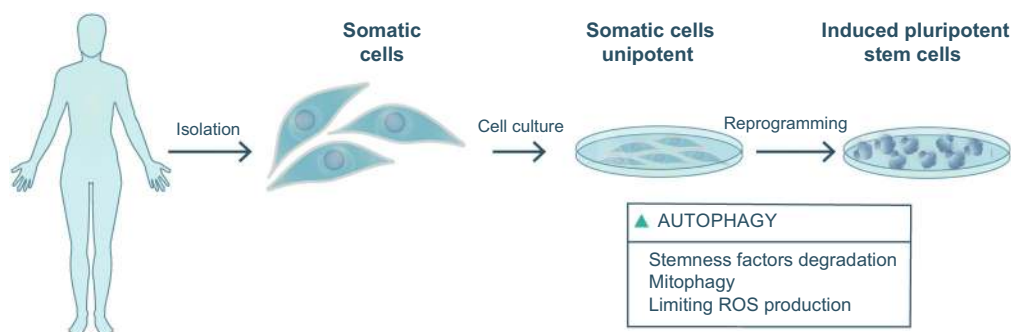 Somatic
cells
Somatic cells
unipotent
Induced pluripotent
stem cells
Isolation
Cell culture
Reprogramming
▲ AUTOPHAGY
Stemness factors degradation
Mitophagy
Limiting ROS production